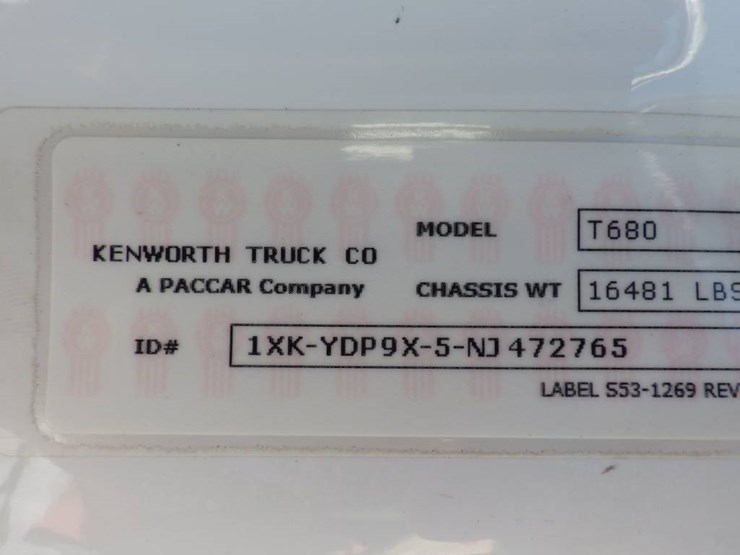 MODEL T680
KENWORTH TRUCK CO
A PACCAR Company
CHASSIS WT 16481 LBS
ID# 1XK-YDP9X-5-NJ472765
LABEL S53-1269 REV